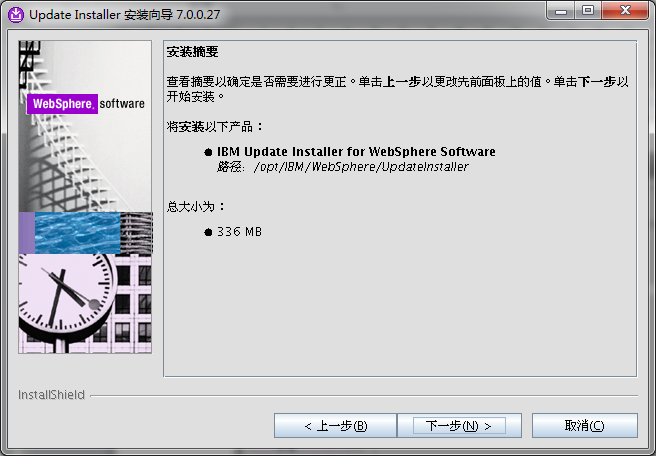 Update Installer 安装向导 7.0.0.27
WebSphere. software
安装摘要
查看摘要以确定是否需要进行更正。单击上一步以更改先前面板上的值。单击下一步以
开始安装。
将安装以下产品：
● IBM Update Installer for WebSphere Software
路径: /opt/IBM/WebSphere/UpdateInstaller
总大小为：
● 336 MB
InstallShield
< 上一步(B)
下一步(N) >
取消(C)